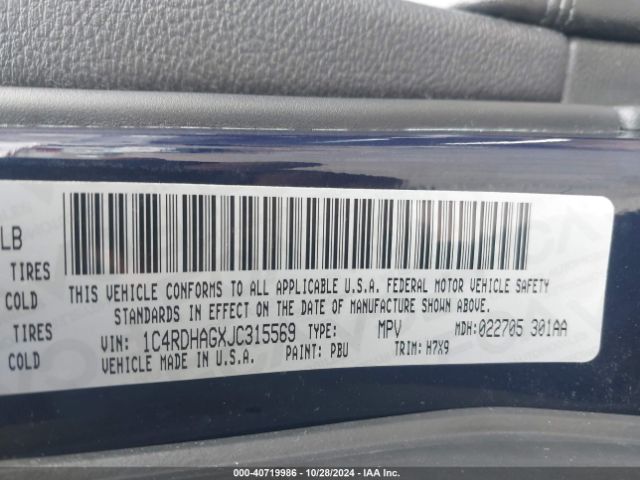 LB
TIRES
COLD
TIRES
COLD
THIS VEHICLE CONFORMS TO ALL APPLICABLE U.S.A. FEDERAL MOTOR VEHICLE SAFETY
STANDARDS IN EFFECT ON THE DATE OF MANUFACTURE SHOWN ABOVE.
VIN: 1C4RDHAGXJC315569 TYPE: MPV MDH:022705 301AA
VEHICLE MADE IN U.S.A. PAINT: PBU TRIM: H7X9
000-40719986 | 10/28/2024 | IAA Inc.